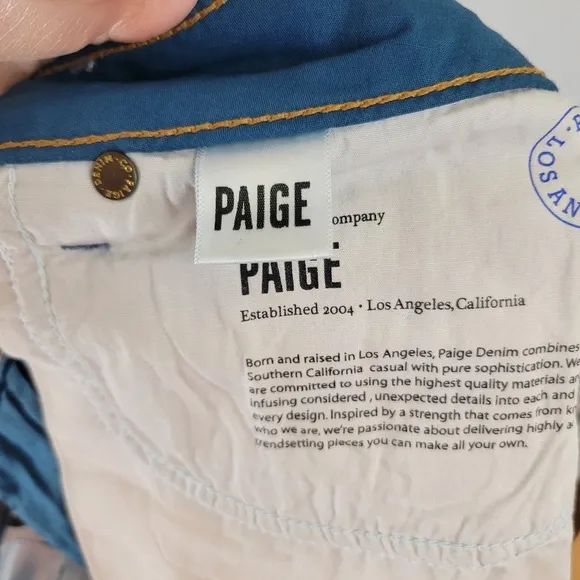 DENIM·CO·PAIGE
PAIGE
ompany
PAIGE
Established 2004 · Los Angeles, California
Born and raised in Los Angeles, Paige Denim combines
Southern California casual with pure sophistication. We
are committed to using the highest quality materials an
infusing considered, unexpected details into each and
every design. Inspired by a strength that comes from kn
who we are, we're passionate about delivering highly a
trendsetting pieces you can make all your own.
LOS AN